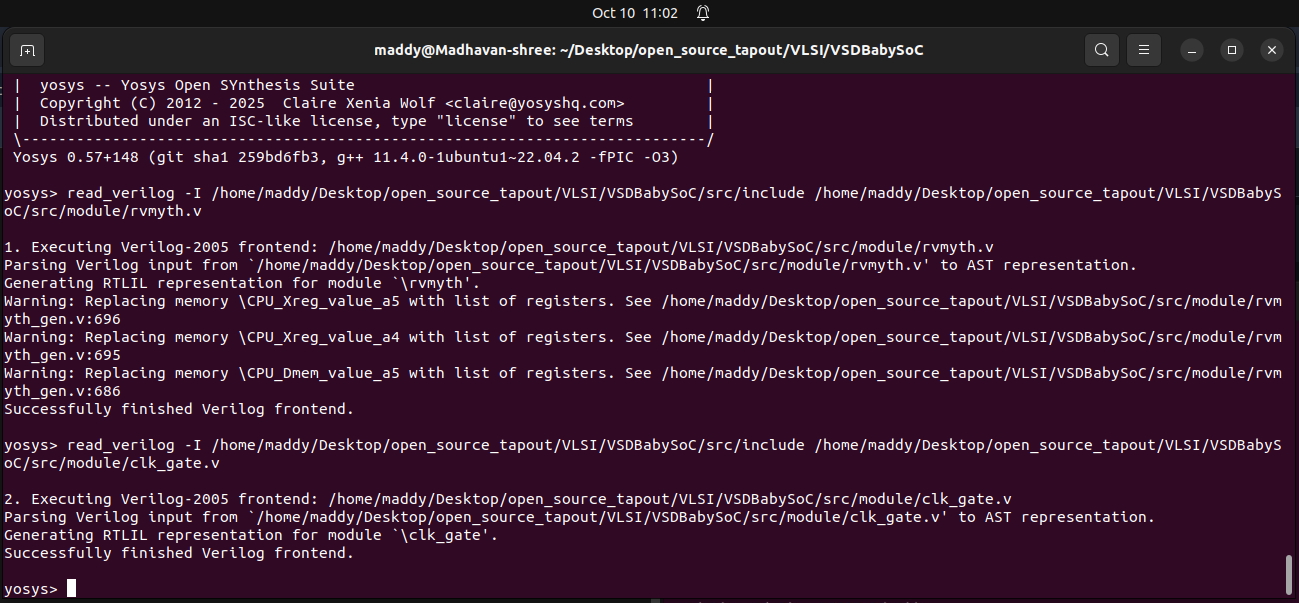 Oct 10 11:02
maddy@Madhavan-shree: ~/Desktop/open_source_tapout/VLSI/VSDBabySoC
| yosys -- Yosys Open SYnthesis Suite |
| Copyright (C) 2012 - 2025 Claire Xenia Wolf <claire@yosyshq.com> |
| Distributed under an ISC-like license, type "license" to see terms |
\----------------------------------------------------------------------------/
Yosys 0.57+148 (git sha1 259bd6fb3, g++ 11.4.0-1ubuntu1~22.04.2 -fPIC -O3)
yosys> read_verilog -I /home/maddy/Desktop/open_source_tapout/VLSI/VSDBabySoC/src/include /home/maddy/Desktop/open_source_tapout/VLSI/VSDBabyS
oC/src/module/rvmyth.v
1. Executing Verilog-2005 frontend: /home/maddy/Desktop/open_source_tapout/VLSI/VSDBabySoC/src/module/rvmyth.v
Parsing Verilog input from `/home/maddy/Desktop/open_source_tapout/VLSI/VSDBabySoC/src/module/rvmyth.v' to AST representation.
Generating RTLIL representation for module `\rvmyth'.
Warning: Replacing memory \CPU_Xreg_value_a5 with list of registers. See /home/maddy/Desktop/open_source_tapout/VLSI/VSDBabySoC/src/module/rvm
yth_gen.v:696
Warning: Replacing memory \CPU_Xreg_value_a4 with list of registers. See /home/maddy/Desktop/open_source_tapout/VLSI/VSDBabySoC/src/module/rvm
yth_gen.v:695
Warning: Replacing memory \CPU_Dmem_value_a5 with list of registers. See /home/maddy/Desktop/open_source_tapout/VLSI/VSDBabySoC/src/module/rvm
yth_gen.v:686
Successfully finished Verilog frontend.
yosys> read_verilog -I /home/maddy/Desktop/open_source_tapout/VLSI/VSDBabySoC/src/include /home/maddy/Desktop/open_source_tapout/VLSI/VSDBabyS
oC/src/module/clk_gate.v
2. Executing Verilog-2005 frontend: /home/maddy/Desktop/open_source_tapout/VLSI/VSDBabySoC/src/module/clk_gate.v
Parsing Verilog input from `/home/maddy/Desktop/open_source_tapout/VLSI/VSDBabySoC/src/module/clk_gate.v' to AST representation.
Generating RTLIL representation for module `\clk_gate'.
Successfully finished Verilog frontend.
yosys>